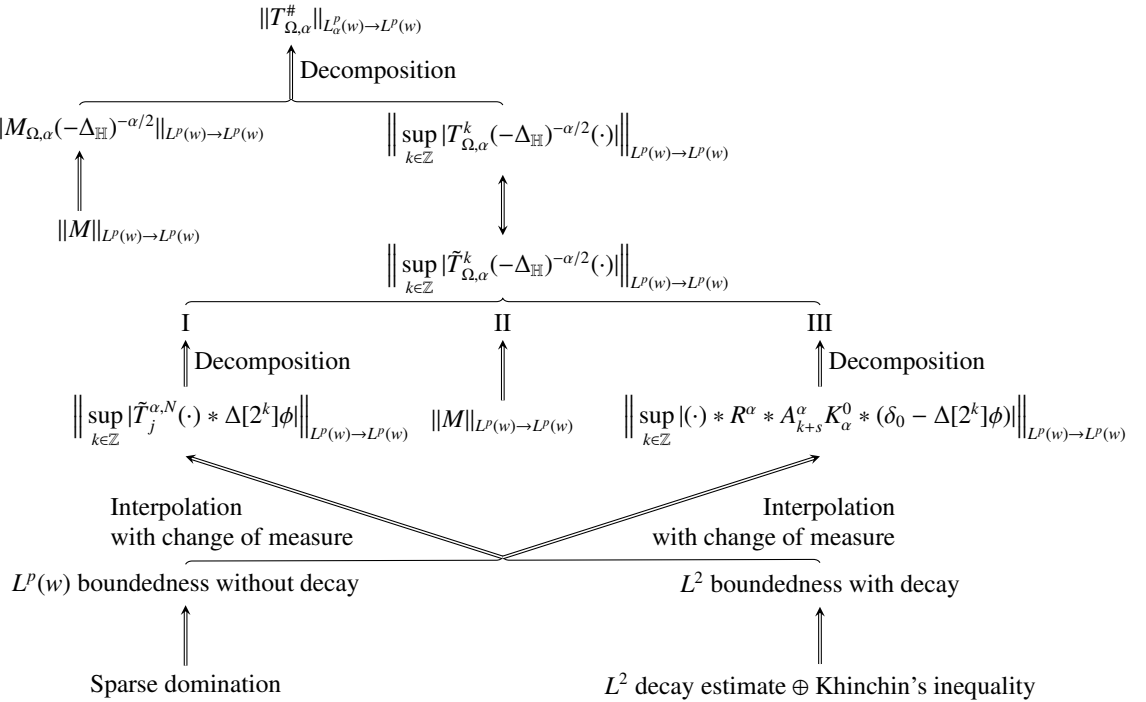 ‖T^#_{Ω,α}‖_{L^p_α(w)→L^p(w)}
Decomposition
|M_{Ω,α}(−Δ_ℍ)^{−α/2}‖_{L^p(w)→L^p(w)}
‖ sup_{k∈ℤ} |T^k_{Ω,α}(−Δ_ℍ)^{−α/2}(·)| ‖_{L^p(w)→L^p(w)}
‖M‖_{L^p(w)→L^p(w)}
‖ sup_{k∈ℤ} |T̃^k_{Ω,α}(−Δ_ℍ)^{−α/2}(·)| ‖_{L^p(w)→L^p(w)}
I II III
Decomposition Decomposition
‖ sup_{k∈ℤ} |T̃^{α,N}_j(·) ∗ Δ[2^k]ϕ| ‖_{L^p(w)→L^p(w)}
‖M‖_{L^p(w)→L^p(w)}
‖ sup_{k∈ℤ} |(·) ∗ R^α ∗ A^α_{k+s}K^0_α ∗ (δ_0 − Δ[2^k]ϕ)| ‖_{L^p(w)→L^p(w)}
Interpolation
with change of measure
Interpolation
with change of measure
L^p(w) boundedness without decay
L^2 boundedness with decay
Sparse domination
L^2 decay estimate ⊕ Khinchin's inequality